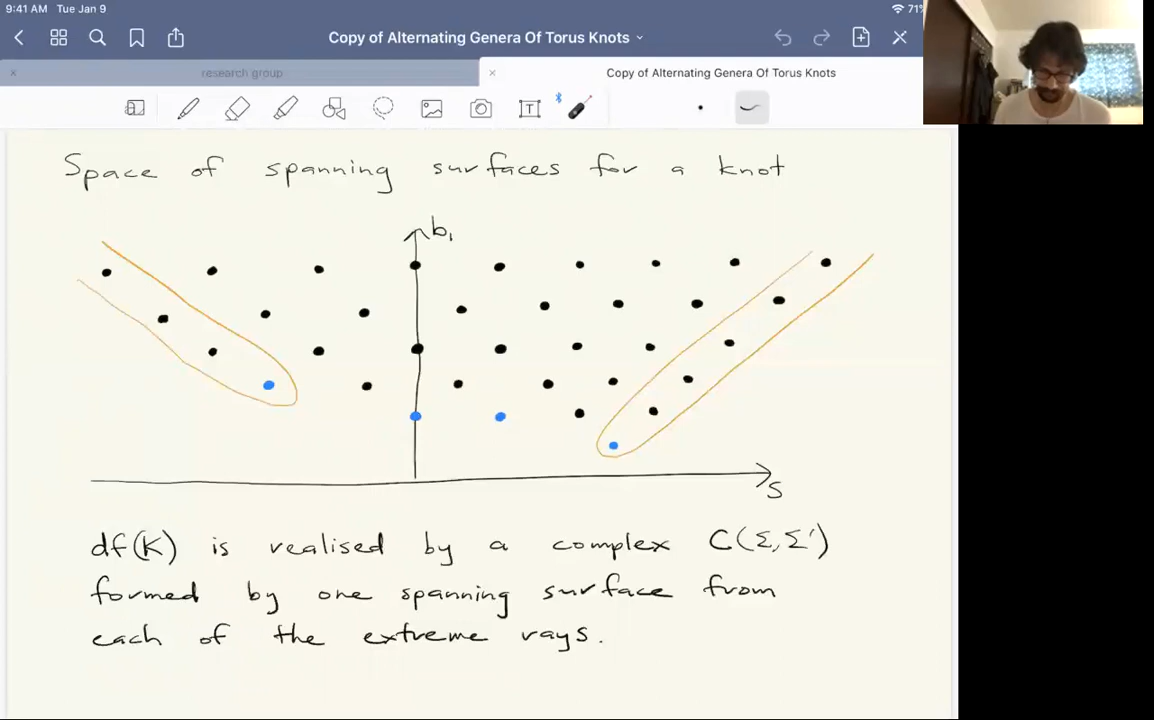 9:41 AM Tue Jan 9
71%
Copy of Alternating Genera Of Torus Knots
research group
Copy of Alternating Genera Of Torus Knots
Space of spanning surfaces for a knot
b₁
s
df(K) is realised by a complex C(Σ,Σ')
formed by one spanning surface from
each of the extreme rays.